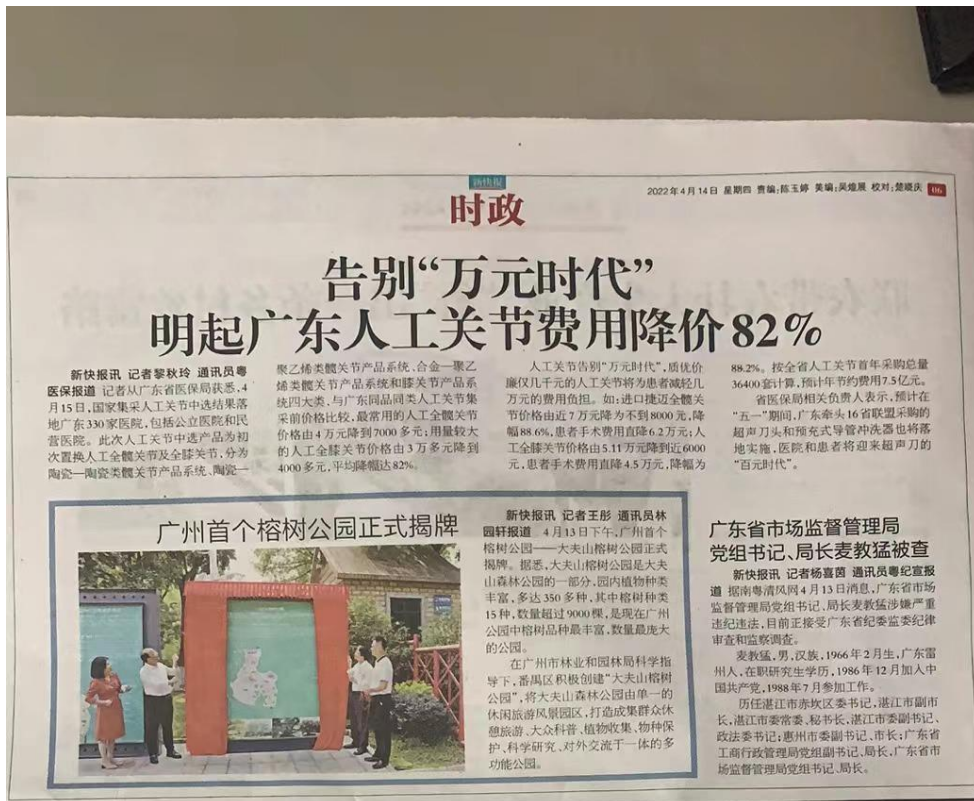 新快报
时政
2022年4月14日 星期四 责编:陈玉婷 美编:吴煌展 校对:楚晓庆 06
告别“万元时代”
明起广东人工关节费用降价82%
新快报讯 记者黎秋玲 通讯员粤
医保报道 记者从广东省医保局获悉,4
月15日,国家集采人工关节中选结果落
地广东330家医院,包括公立医院和民
营医院。此次人工关节中选产品为初
次置换人工全髋关节及全膝关节,分为
陶瓷—陶瓷类髋关节产品系统、陶瓷—
聚乙烯类髋关节产品系统、合金—聚乙
烯类髋关节产品系统和膝关节产品系
统四大类,与广东同品同类人工关节集
采前价格比较,最常用的人工全髋关节
价格由4万元降到7000多元;用量较大
的人工全膝关节价格由3万多元降到
4000多元,平均降幅达82%。
人工关节告别“万元时代”,质优价
廉仅几千元的人工关节将为患者减轻几
万元的费用负担。如:进口捷迈全髋关
节价格由近7万元降为不到8000元,降
幅88.6%,患者手术费用直降6.2万元;人
工全膝关节价格由5.11万元降到近6000
元,患者手术费用直降4.5万元,降幅为
88.2%。按全省人工关节首年采购总量
36400套计算,预计年节约费用7.5亿元。
省医保局相关负责人表示,预计在
“五一”期间,广东牵头16省联盟采购的
超声刀头和预充式导管冲洗器也将落
地实施,医院和患者将迎来超声刀的
“百元时代”。
广州首个榕树公园正式揭牌
新快报讯 记者王彤 通讯员林
园轩报道 4月13日下午,广州首个
榕树公园——大夫山榕树公园正式
揭牌。据悉,大夫山榕树公园是大夫
山森林公园的一部分,园内植物种类
丰富,多达350多种,其中榕树种类
15种,数量超过9000棵,是现在广州
公园中榕树品种最丰富,数量最庞大
的公园。
在广州市林业和园林局科学指
导下,番禺区积极创建“大夫山榕树
公园”,将大夫山森林公园由单一的
休闲旅游风景园区,打造成集群众休
憩旅游、大众科普、植物收集、物种保
护、科学研究、对外交流于一体的多
功能公园。
广东省市场监督管理局
党组书记、局长麦教猛被查
新快报讯 记者杨喜茵 通讯员粤纪宣报
道 据南粤清风网4月13日消息,广东省市场
监督管理局党组书记、局长麦教猛涉嫌严重
违纪违法,目前正接受广东省纪委监委纪律
审查和监察调查。
麦教猛,男,汉族,1966年2月生,广东雷
州人,在职研究生学历,1986年12月加入中
国共产党,1988年7月参加工作。
历任湛江市赤坎区委书记,湛江市副市
长,湛江市委常委、秘书长,湛江市委副书记、
政法委书记;惠州市委副书记、市长;广东省
工商行政管理局党组副书记、局长,广东省市
场监督管理局党组书记、局长。